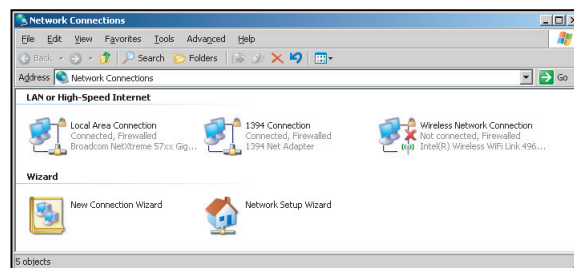 Network Connections
File Edit View Favorites Tools Advanced Help
Back Search Folders
Address Network Connections Go
LAN or High-Speed Internet
Local Area Connection
Connected, Firewalled
Broadcom NetXtreme 57xx Gig...
1394 Connection
Connected, Firewalled
1394 Net Adapter
Wireless Network Connection
Not connected, Firewalled
Intel(R) Wireless WiFi Link 496...
Wizard
New Connection Wizard
Network Setup Wizard
5 objects